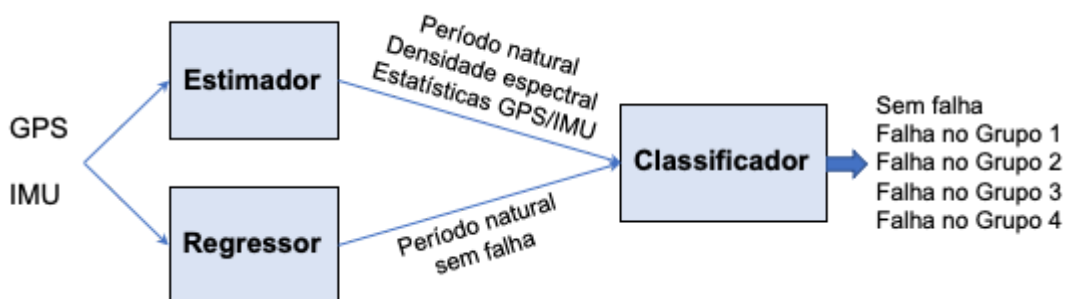 GPS
IMU
Estimador
Regressor
Período natural
Densidade espectral
Estatísticas GPS/IMU
Período natural
sem falha
Classificador
Sem falha
Falha no Grupo 1
Falha no Grupo 2
Falha no Grupo 3
Falha no Grupo 4